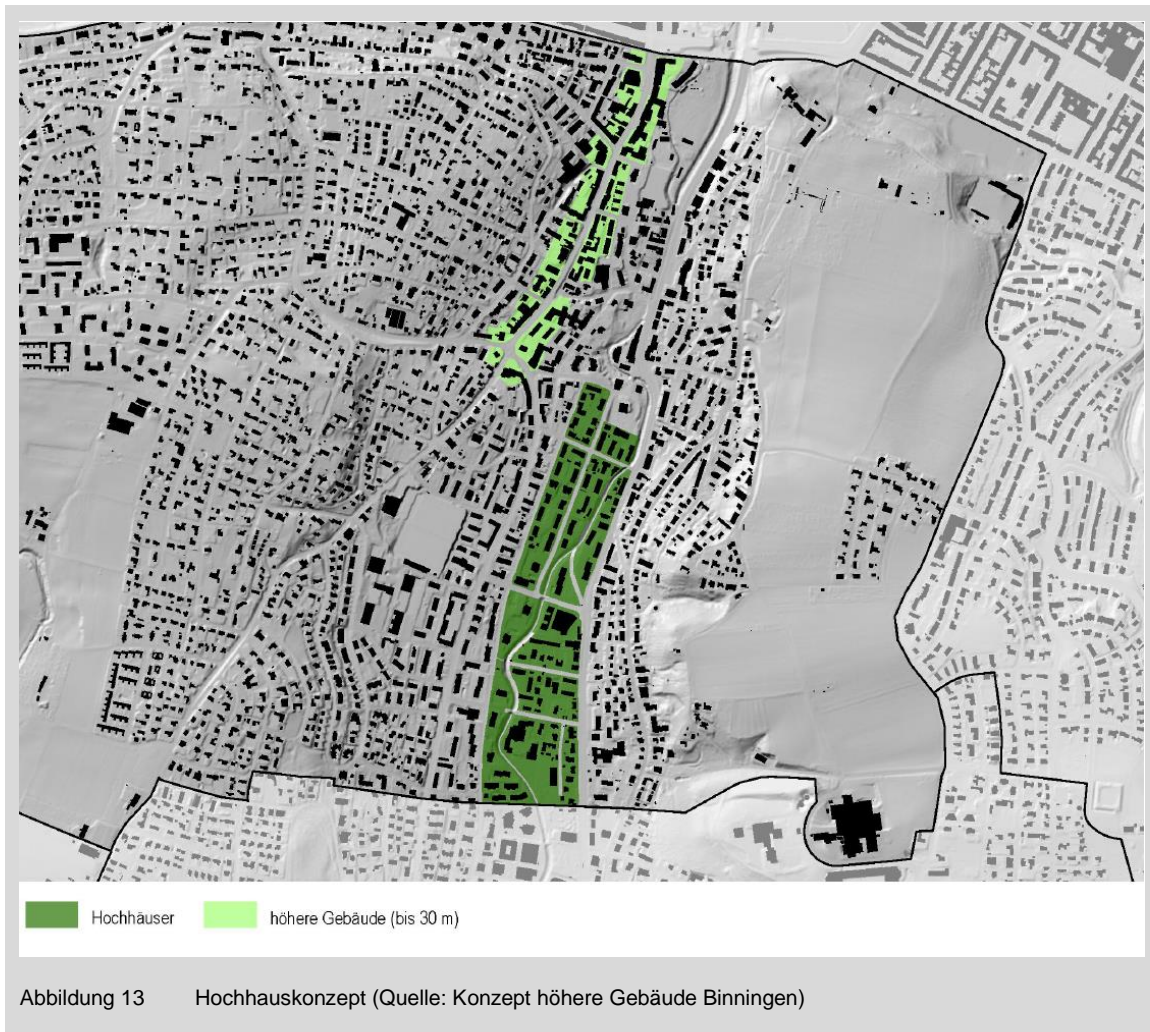 Hochhäuser höhere Gebäude (bis 30 m)
Abbildung 13 Hochhauskonzept (Quelle: Konzept höhere Gebäude Binningen)